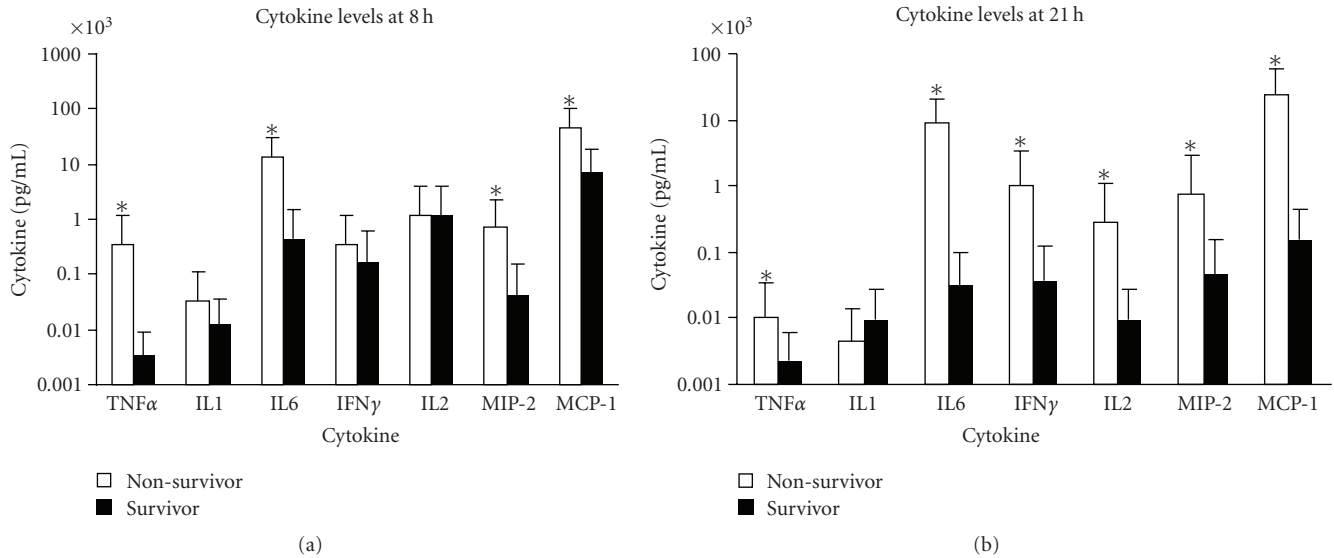 Cytokine levels at 8 h
×10³
1000
100
10
1
0.1
0.01
0.001
Cytokine (pg/mL)
* * * *
TNFα IL1 IL6 IFNγ IL2 MIP-2 MCP-1
Cytokine
Non-survivor
Survivor
(a)
Cytokine levels at 21 h
×10³
100
10
1
0.1
0.01
0.001
Cytokine (pg/mL)
* * * * * *
TNFα IL1 IL6 IFNγ IL2 MIP-2 MCP-1
Cytokine
Non-survivor
Survivor
(b)